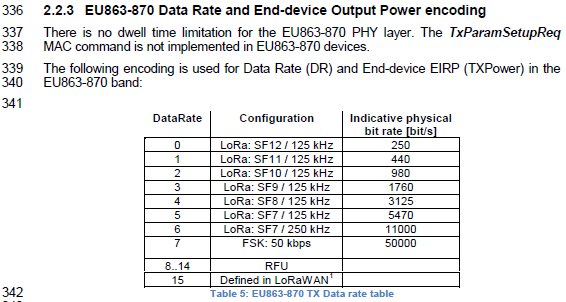 336 2.2.3 EU863-870 Data Rate and End-device Output Power encoding
337 There is no dwell time limitation for the EU863-870 PHY layer. The TxParamSetupReq
338 MAC command is not implemented in EU863-870 devices.
339 The following encoding is used for Data Rate (DR) and End-device EIRP (TXPower) in the
340 EU863-870 band:
341
DataRate Configuration Indicative physical
bit rate [bit/s]
0 LoRa: SF12 / 125 kHz 250
1 LoRa: SF11 / 125 kHz 440
2 LoRa: SF10 / 125 kHz 980
3 LoRa: SF9 / 125 kHz 1760
4 LoRa: SF8 / 125 kHz 3125
5 LoRa: SF7 / 125 kHz 5470
6 LoRa: SF7 / 250 kHz 11000
7 FSK: 50 kbps 50000
8..14 RFU
15 Defined in LoRaWAN1
342 Table 5: EU863-870 TX Data rate table